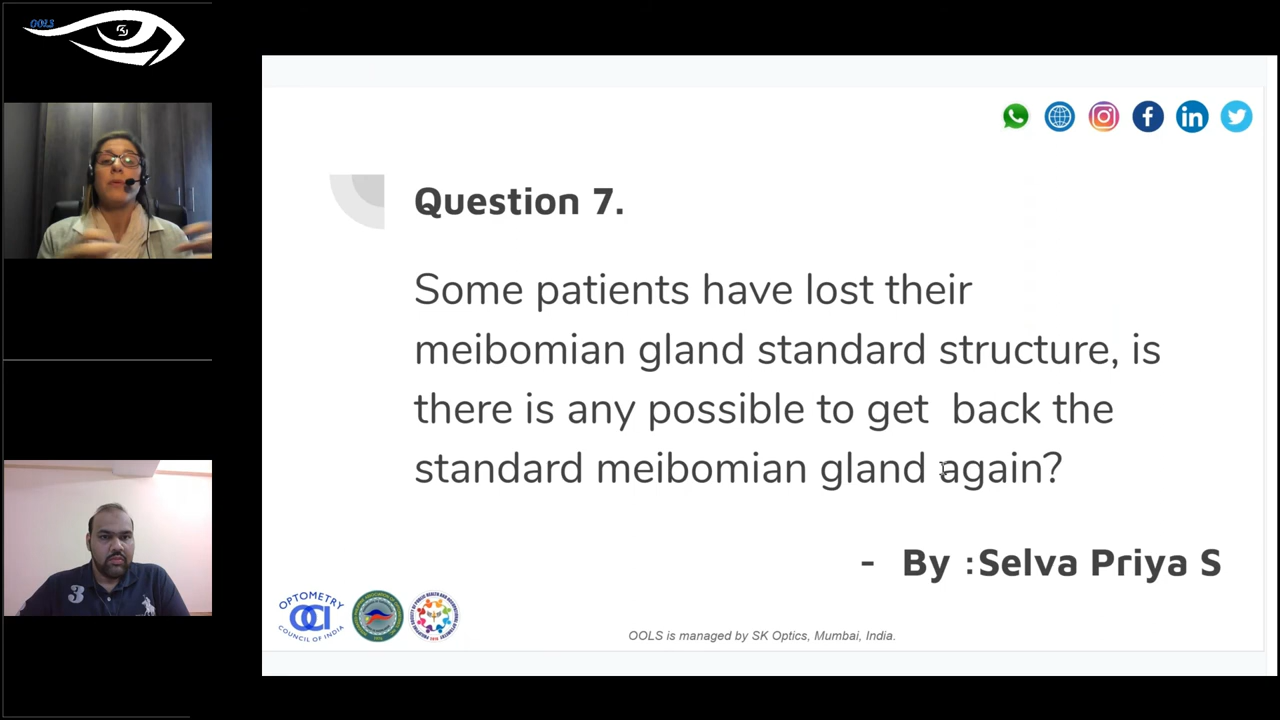 OOLS
Question 7.
Some patients have lost their
meibomian gland standard structure, is
there is any possible to get  back the
standard meibomian gland again?
- By :Selva Priya S
OPTOMETRY
OCI
COUNCIL OF INDIA
OOLS is managed by SK Optics, Mumbai, India.
3